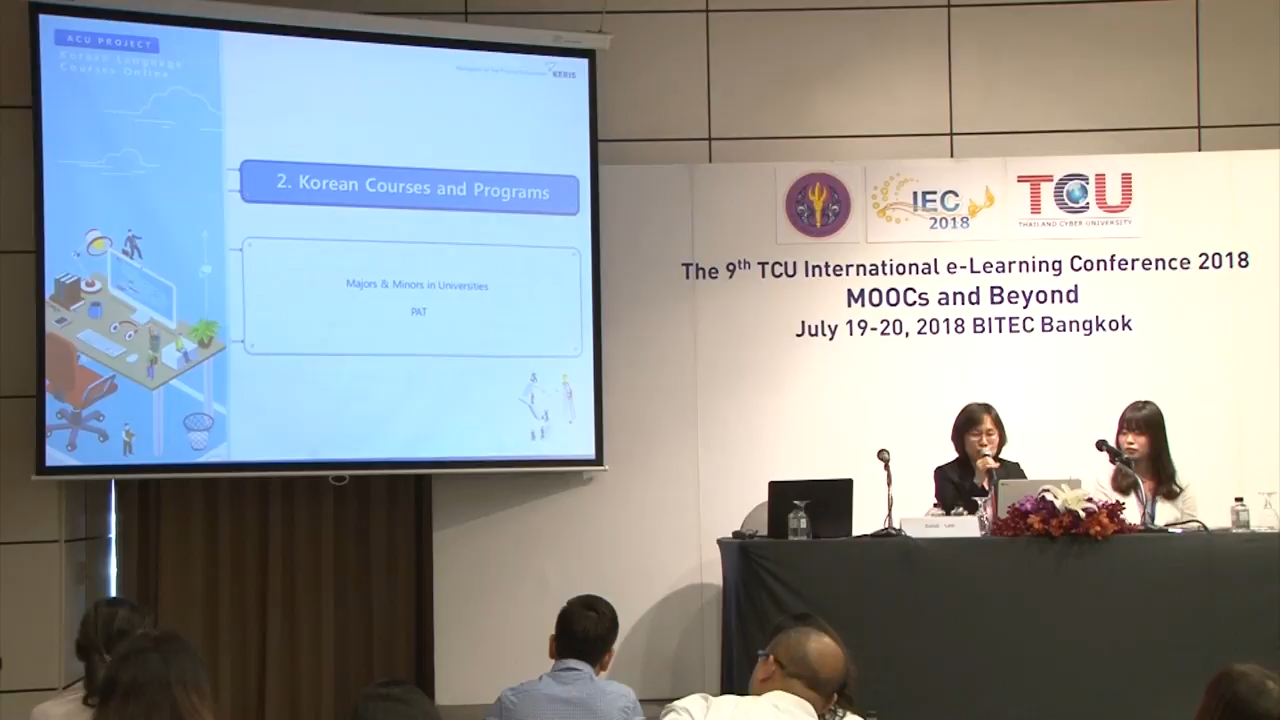 ACU PROJECT
Korean Language
Courses Online
KERIS
2. Korean Courses and Programs
Majors & Minors in Universities
PAT
IEC
2018
TCU
THAILAND CYBER UNIVERSITY
The 9th TCU International e-Learning Conference 2018
MOOCs and Beyond
July 19-20, 2018 BITEC Bangkok